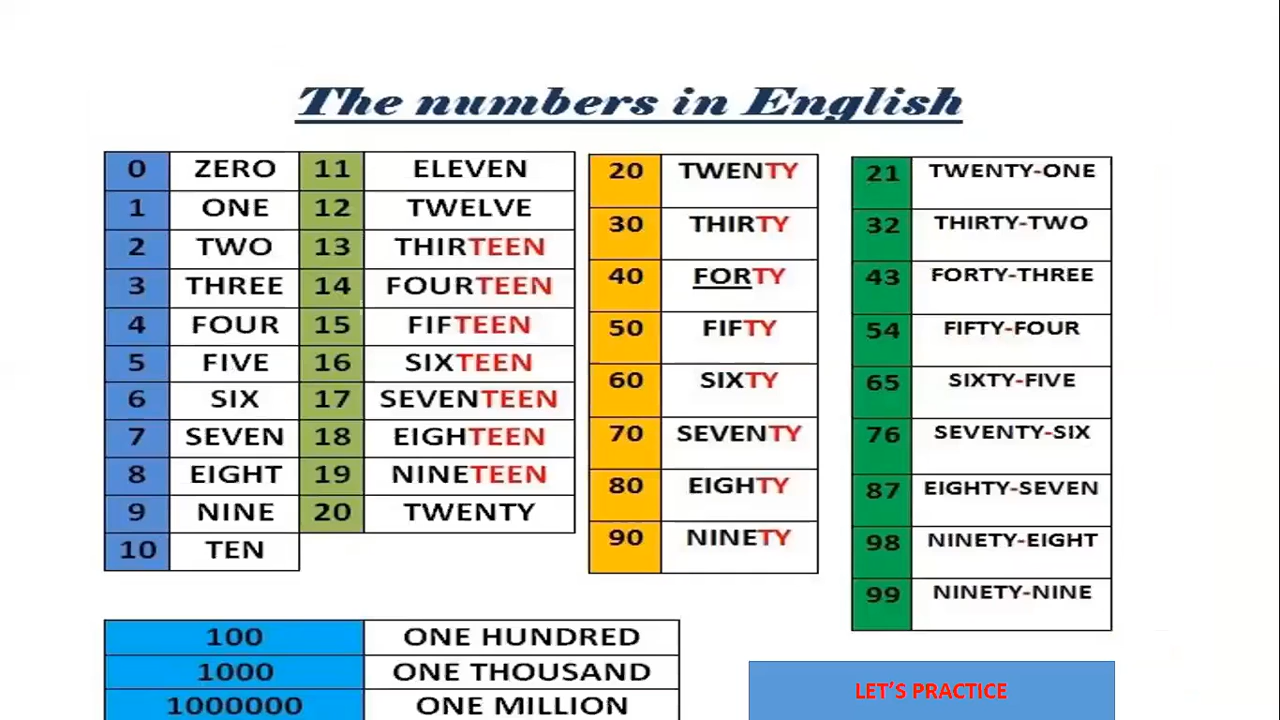 The numbers in English
0 ZERO 11 ELEVEN
1 ONE 12 TWELVE
2 TWO 13 THIRTEEN
3 THREE 14 FOURTEEN
4 FOUR 15 FIFTEEN
5 FIVE 16 SIXTEEN
6 SIX 17 SEVENTEEN
7 SEVEN 18 EIGHTEEN
8 EIGHT 19 NINETEEN
9 NINE 20 TWENTY
10 TEN
20 TWENTY
30 THIRTY
40 FORTY
50 FIFTY
60 SIXTY
70 SEVENTY
80 EIGHTY
90 NINETY
21 TWENTY-ONE
32 THIRTY-TWO
43 FORTY-THREE
54 FIFTY-FOUR
65 SIXTY-FIVE
76 SEVENTY-SIX
87 EIGHTY-SEVEN
98 NINETY-EIGHT
99 NINETY-NINE
100 ONE HUNDRED
1000 ONE THOUSAND
1000000 ONE MILLION
LET’S PRACTICE